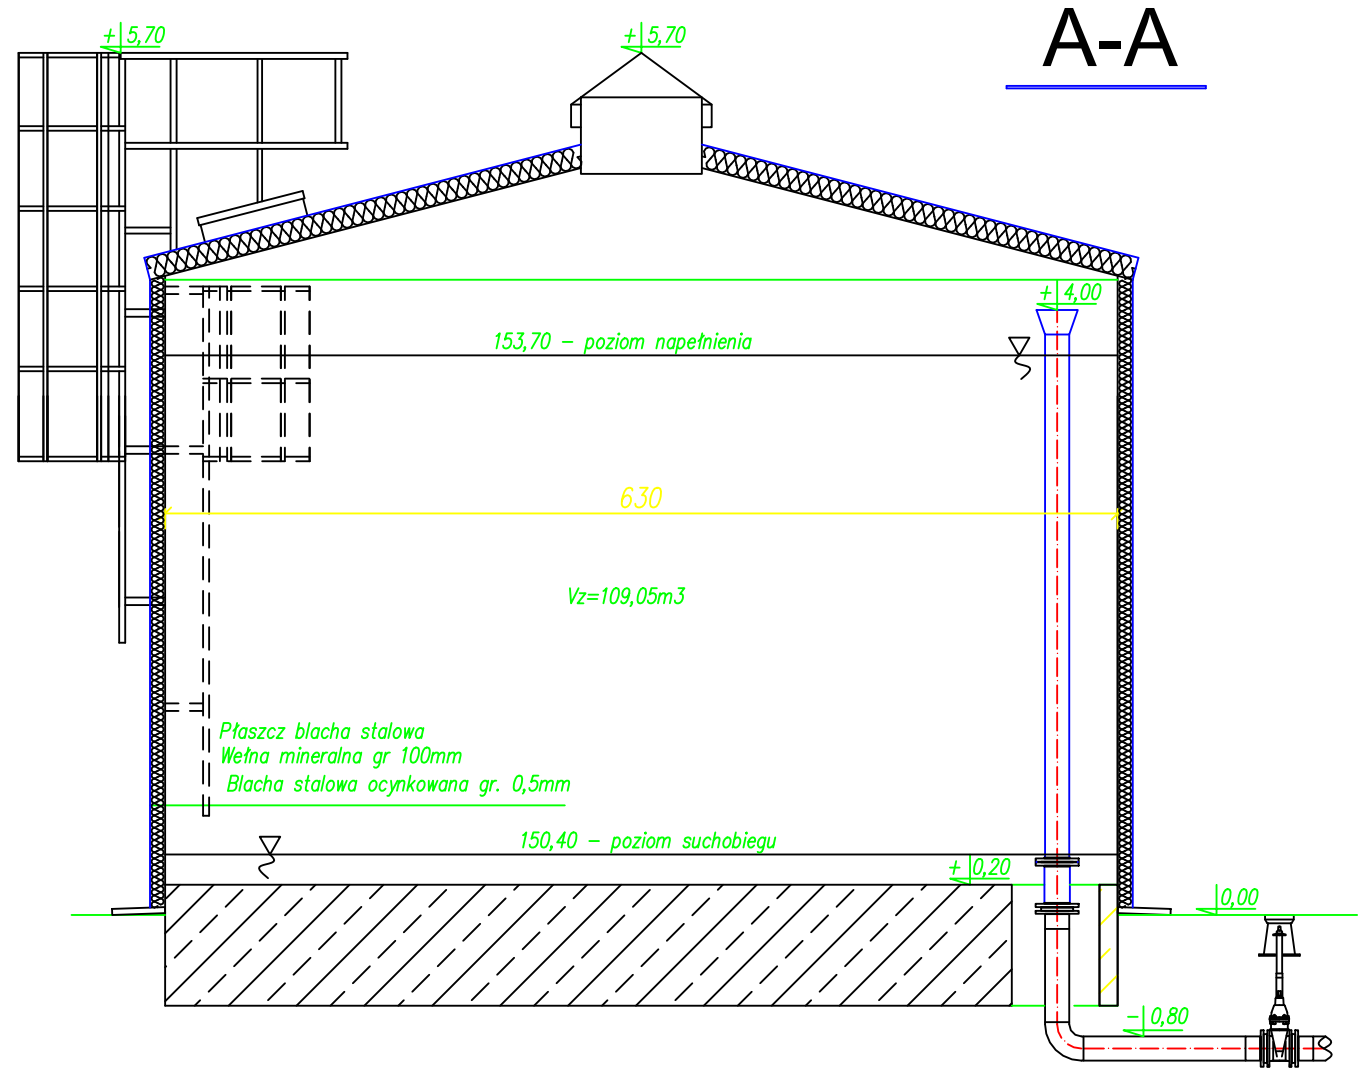 A-A
+ 5,70
+ 5,70
+ 4,00
153,70 - poziom napełnienia
630
Vz=109,05m3
Płaszcz blacha stalowa
Wełna mineralna gr 100mm
Blacha stalowa ocynkowana gr. 0,5mm
150,40 - poziom suchobiegu
+ 0,20
0,00
- 0,80